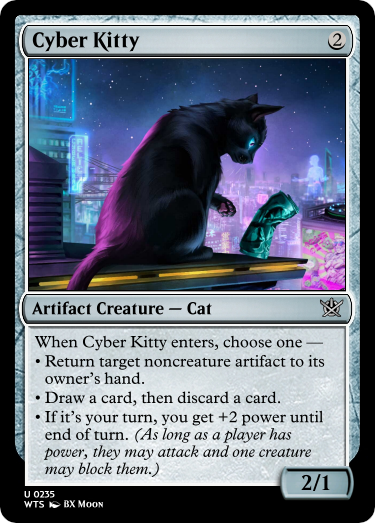 Cyber Kitty 2
Artifact Creature — Cat
When Cyber Kitty enters, choose one —
• Return target noncreature artifact to its
owner's hand.
• Draw a card, then discard a card.
• If it's your turn, you get +2 power until
end of turn. (As long as a player has
power, they may attack and one creature
may block them.)
2/1
U 0235
WTS BX Moon